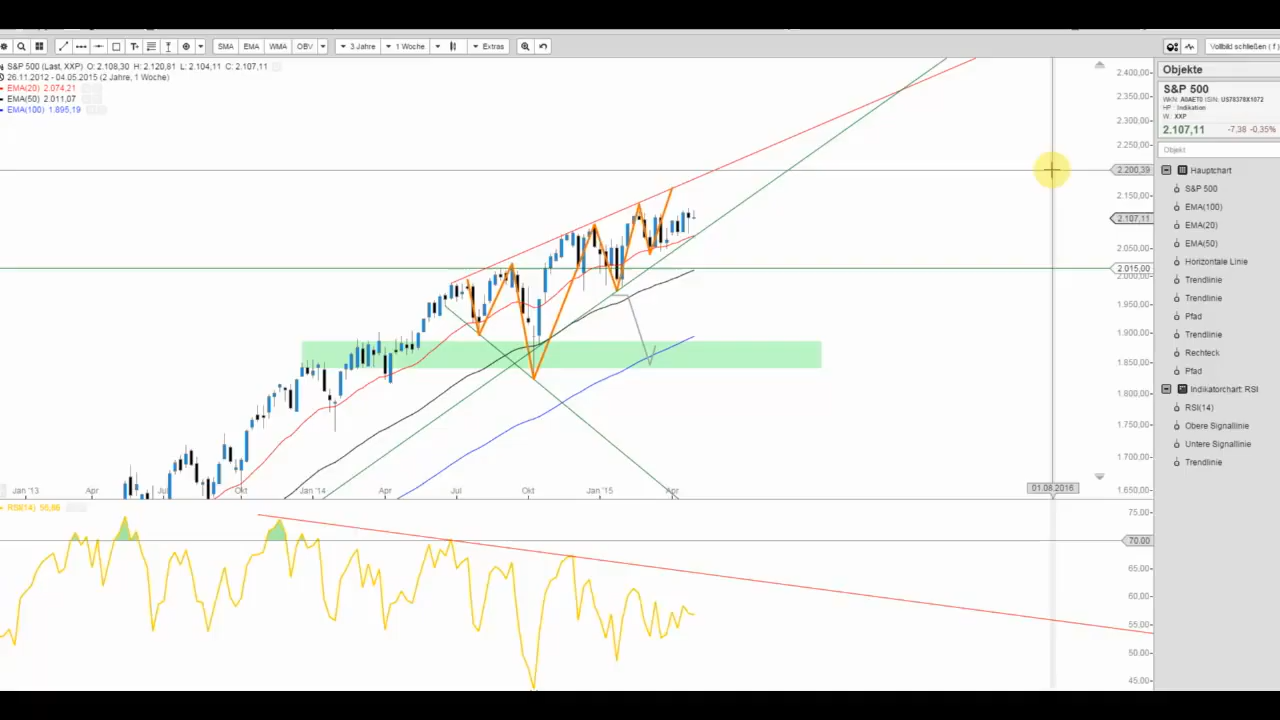 SMA EMA WMA OBV 3 Jahre 1 Woche Extras Vollbild schließen ( f )
S&P 500 (Last, XXP) O: 2.108,30 H: 2.120,81 L: 2.104,11 C: 2.107,11
26.11.2012 - 04.05.2015 (2 Jahre, 1 Woche)
EMA(20) 2.074,21
EMA(50) 2.011,07
EMA(100) 1.895,19
2.400,00
2.350,00
2.300,00
2.250,00
2.200,39
2.150,00
2.107,11
2.050,00
2.015,00
2.000,00
1.950,00
1.900,00
1.850,00
1.800,00
1.750,00
1.700,00
1.650,00
Jan '13 Apr Jul Okt Jan '14 Apr Jul Okt Jan '15 Apr
01.08.2016
RSI(14) 56,66
75.00
70.00
65.00
60.00
55.00
50.00
45.00
Objekte
S&P 500
WKN: A0AET0 ISIN: US78378X1072
HP : Indikation
W.: XXP
2.107,11 -7,38 -0.35%
Objekt
Hauptchart
S&P 500
EMA(100)
EMA(20)
EMA(50)
Horizontale Linie
Trendlinie
Trendlinie
Pfad
Trendlinie
Rechteck
Pfad
Indikatorchart: RSI
RSI(14)
Obere Signallinie
Untere Signallinie
Trendlinie